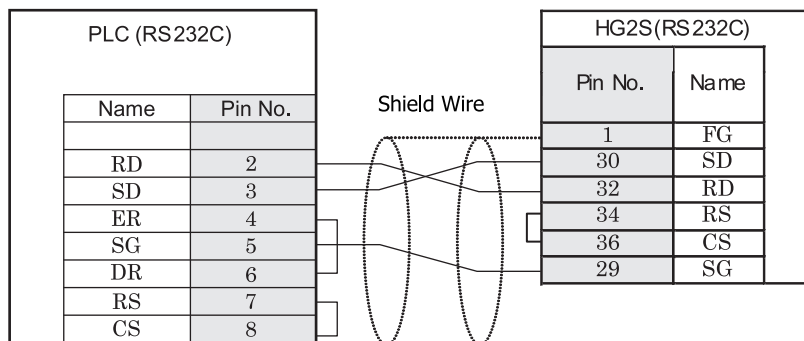 PLC (RS232C)
Name Pin No.
RD 2
SD 3
ER 4
SG 5
DR 6
RS 7
CS 8
Shield Wire
HG2S(RS232C)
Pin No. Name
1 FG
30 SD
32 RD
34 RS
36 CS
29 SG